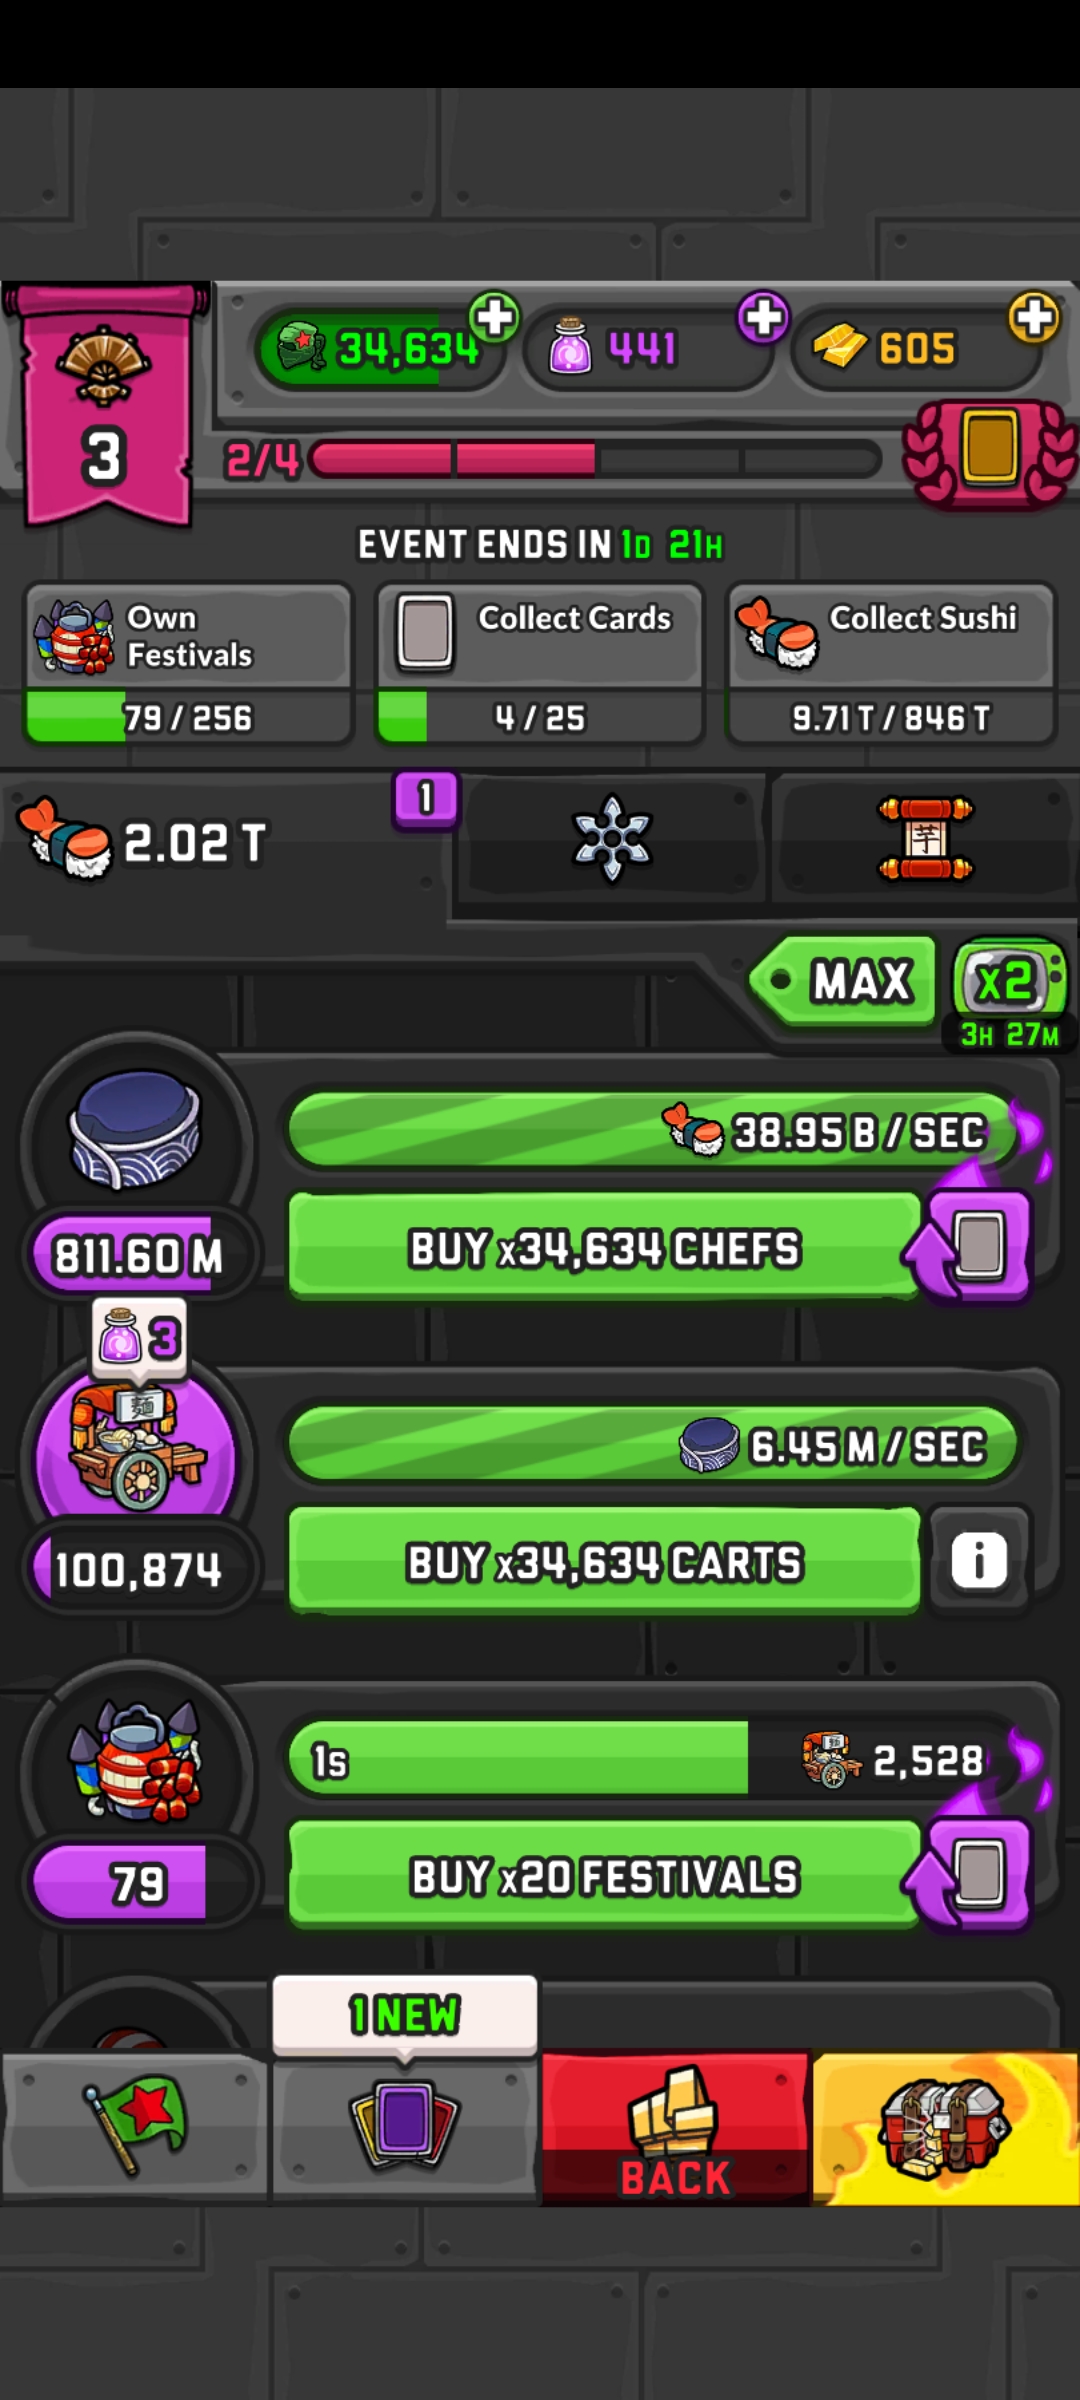 34,634
441
605
3
2/4
EVENT ENDS IN 1D 21H
Own
Festivals
79 / 256
Collect Cards
4 / 25
Collect Sushi
9.71 T / 846 T
2.02 T
1
芋
MAX
x2
3H 27M
38.95 B / SEC
811.60 M
BUY x34,634 CHEFS
3
麺
6.45 M / SEC
100,874
BUY x34,634 CARTS
i
1s
2,528
79
BUY x20 FESTIVALS
1 NEW
BACK